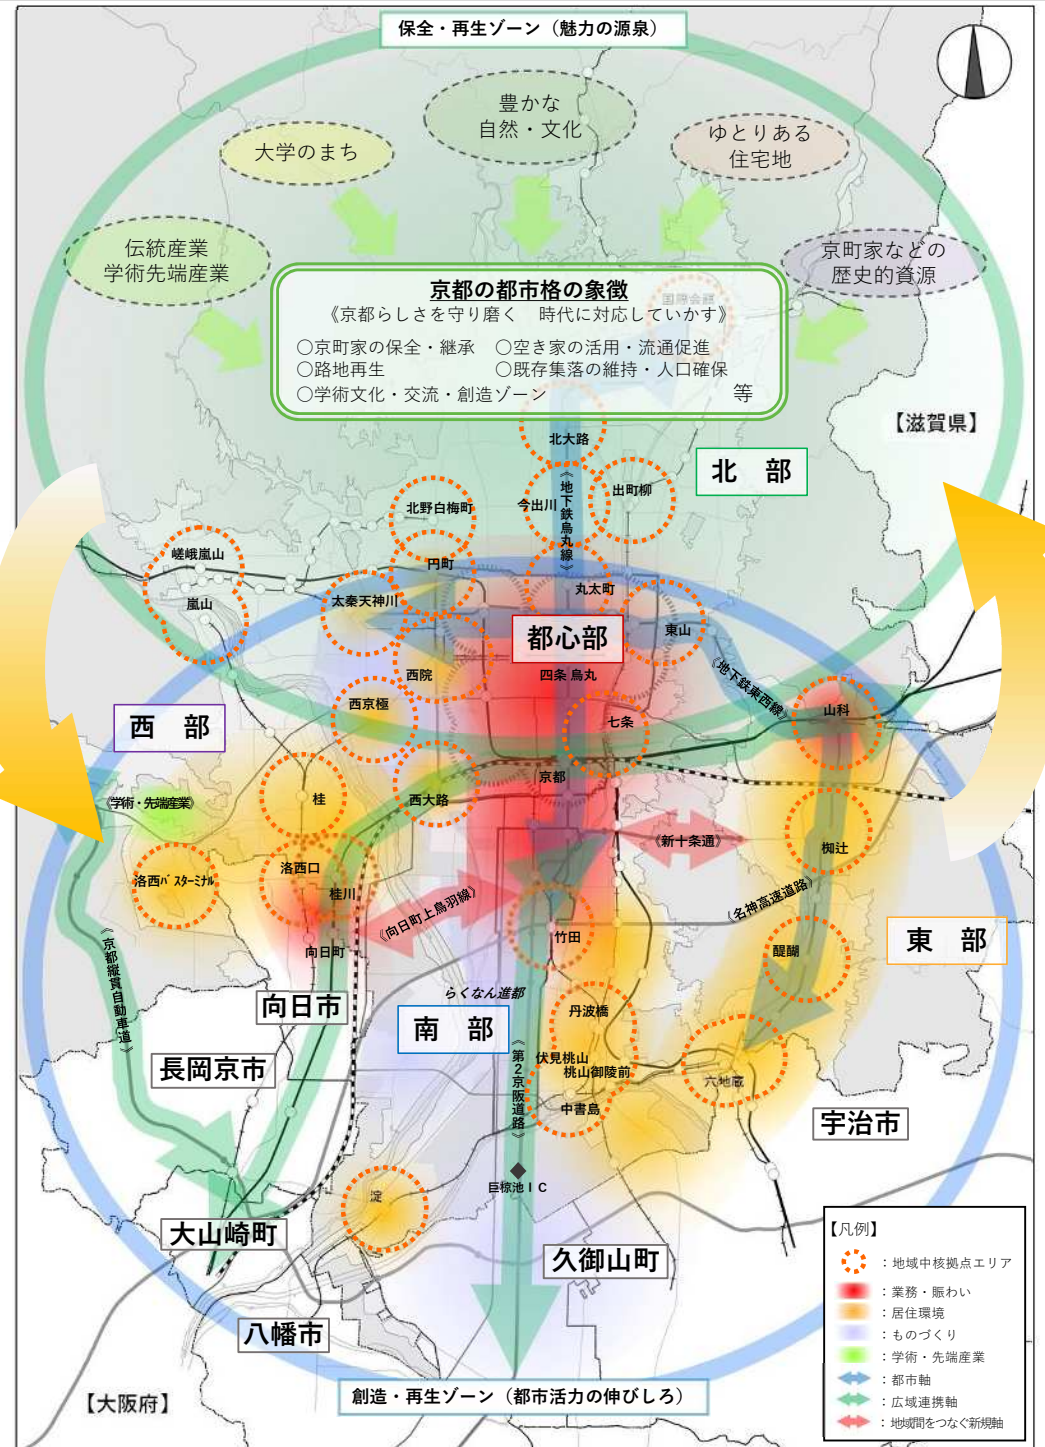 保全・再生ゾーン（魅力の源泉）
豊かな
自然・文化
大学のまち
ゆとりある
住宅地
伝統産業
学術先端産業
京町家などの
歴史的資源
京都の都市格の象徴
国際会館
《京都らしさを守り磨く　時代に対応していかす》
○京町家の保全・継承　○空き家の活用・流通促進
○路地再生　○既存集落の維持・人口確保
○学術文化・交流・創造ゾーン　等
【滋賀県】
北大路
北　部
《地下鉄烏丸線》
北野白梅町
今出川
出町柳
嵯峨嵐山
円町
嵐山
太秦天神川
丸太町
都心部
東山
西院
四条 烏丸
《地下鉄東西線》
西京極
七条
山科
西　部
京都
《学術・先端産業》
桂
西大路
《新十条通》
椥辻
洛西口
洛西ﾊﾞｽﾀｰﾐﾅﾙ
桂川
《向日町上鳥羽線》
《名神高速道路》
竹田
向日町
醍醐
東　部
《京都縦貫自動車道》
らくなん進都
向日市
南　部
丹波橋
長岡京市
《第２京阪道路》
伏見桃山
桃山御陵前
六地蔵
中書島
宇治市
巨椋池ＩＣ
淀
大山崎町
久御山町
八幡市
【大阪府】
創造・再生ゾーン（都市活力の伸びしろ）
【凡例】
：地域中核拠点エリア
：業務・賑わい
：居住環境
：ものづくり
：学術・先端産業
：都市軸
：広域連携軸
：地域間をつなぐ新規軸